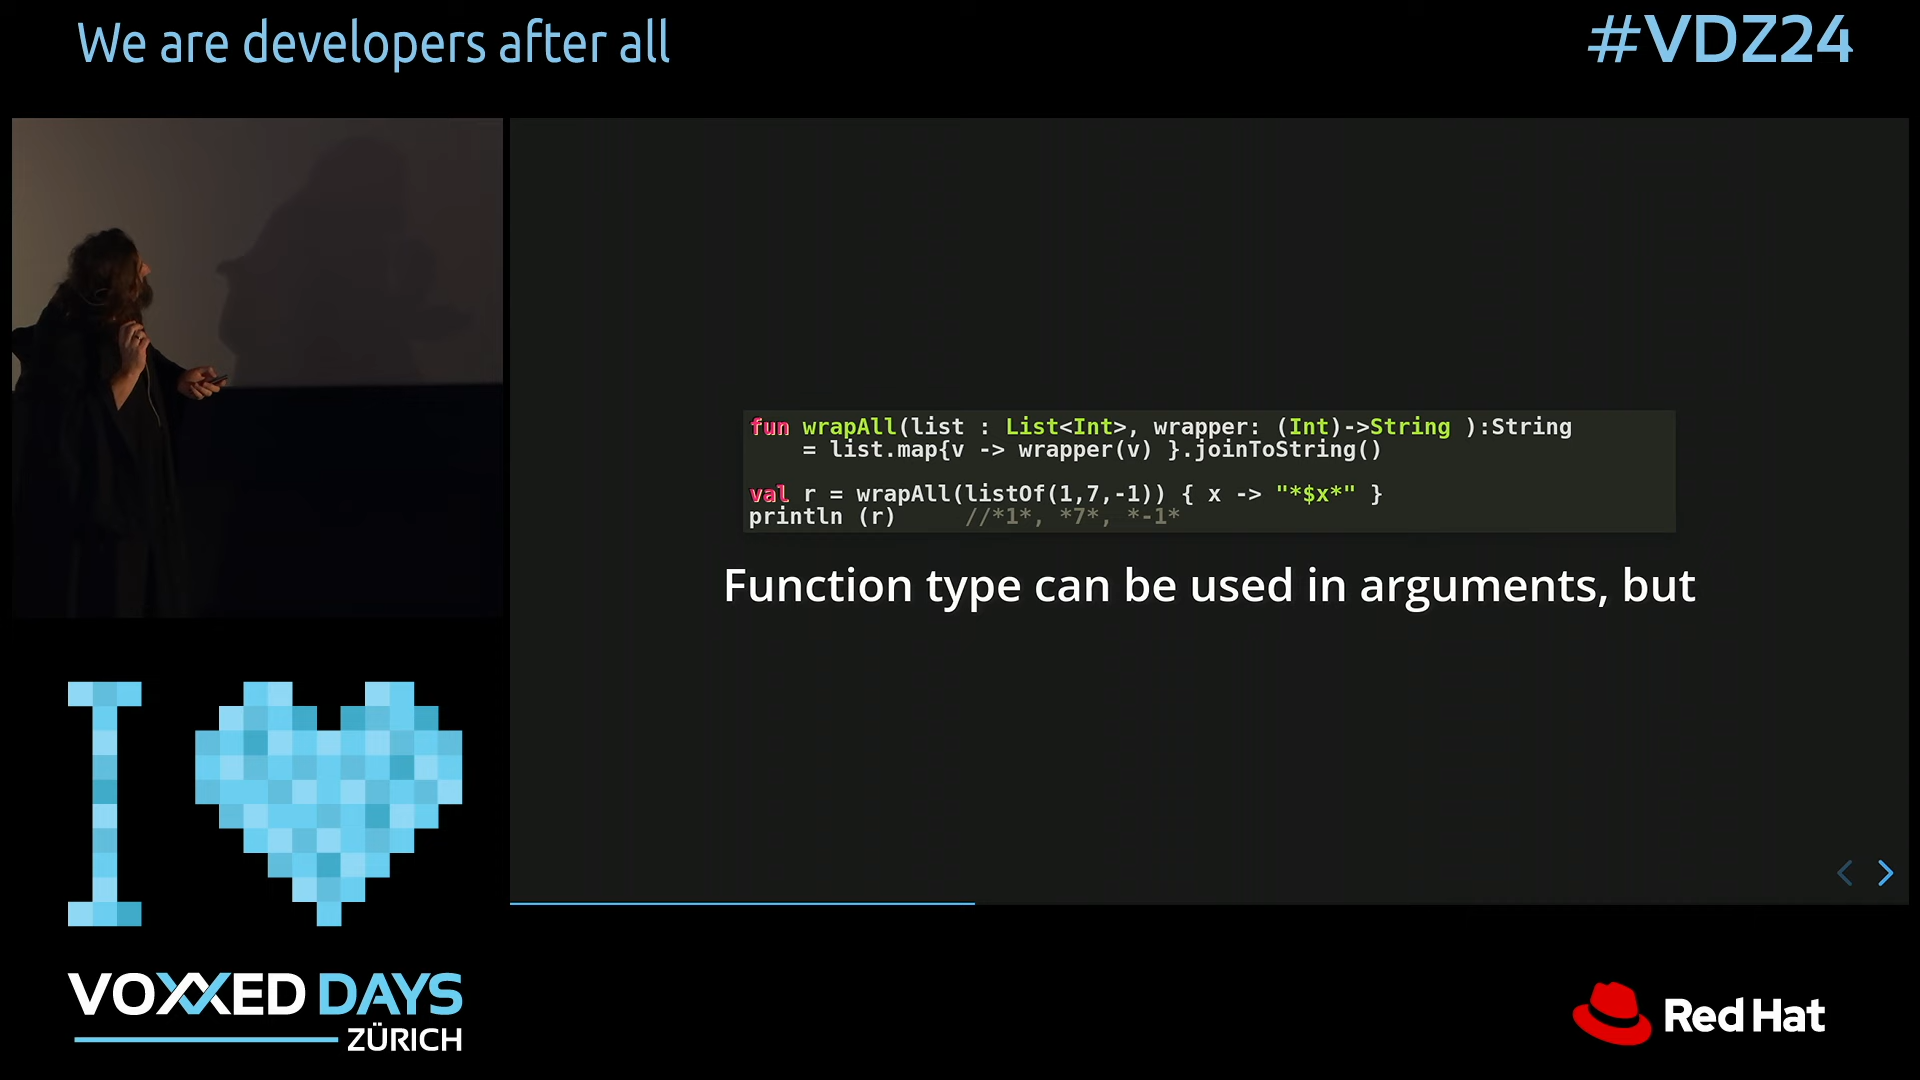 We are developers after all
#VDZ24
fun wrapAll(list : List<Int>, wrapper: (Int)->String ):String
    = list.map{v -> wrapper(v) }.joinToString()
val r = wrapAll(listOf(1,7,-1)) { x -> "*$x*" }
println (r)     //*1*, *7*, *-1*
Function type can be used in arguments, but
I
VOXXED DAYS
ZÜRICH
Red Hat